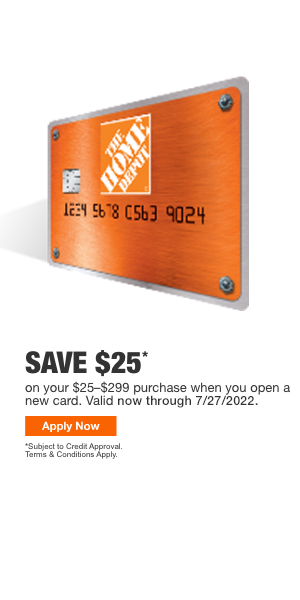 THE
HOME
DEPOT
1234 5678 C563 9024
SAVE $25*
on your $25–$299 purchase when you open a
new card. Valid now through 7/27/2022.
Apply Now
*Subject to Credit Approval.
Terms & Conditions Apply.